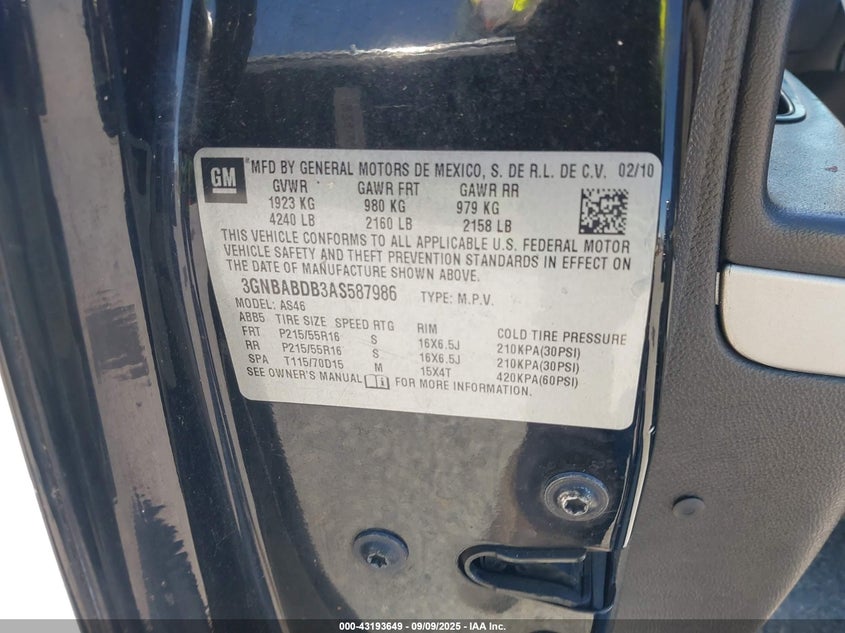 GM
MFD BY GENERAL MOTORS DE MEXICO, S. DE R.L. DE C.V. 02/10
GVWR GAWR FRT GAWR RR
1923 KG 980 KG 979 KG
4240 LB 2160 LB 2158 LB
THIS VEHICLE CONFORMS TO ALL APPLICABLE U.S. FEDERAL MOTOR
VEHICLE SAFETY AND THEFT PREVENTION STANDARDS IN EFFECT ON
THE DATE OF MANUFACTURE SHOWN ABOVE.
3GNBABDB3AS587986 TYPE: M.P.V.
MODEL: AS46
ABB5 TIRE SIZE SPEED RTG RIM COLD TIRE PRESSURE
FRT P215/55R16 S 16X6.5J 210KPA(30PSI)
RR P215/55R16 S 16X6.5J 210KPA(30PSI)
SPA T115/70D15 M 15X4T 420KPA(60PSI)
SEE OWNER'S MANUAL FOR MORE INFORMATION.
000-43193649 - 09/09/2025 - IAA Inc.